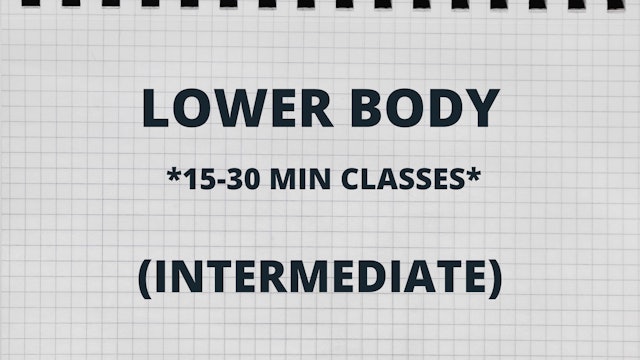 LOWER BODY
*15-30 MIN CLASSES*
(INTERMEDIATE)